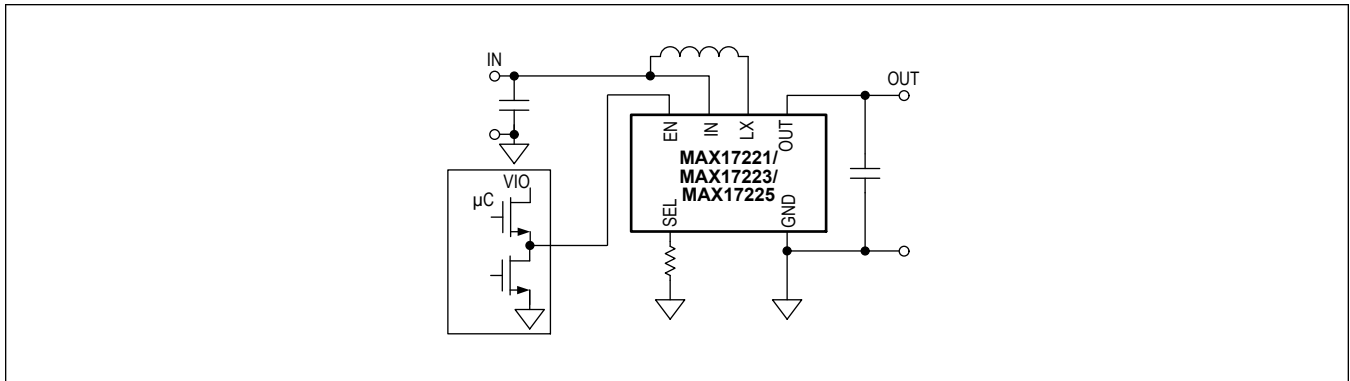 IN
OUT
EN
IN
LX
OUT
MAX17221/
MAX17223/
MAX17225
SEL
GND
VIO
µC